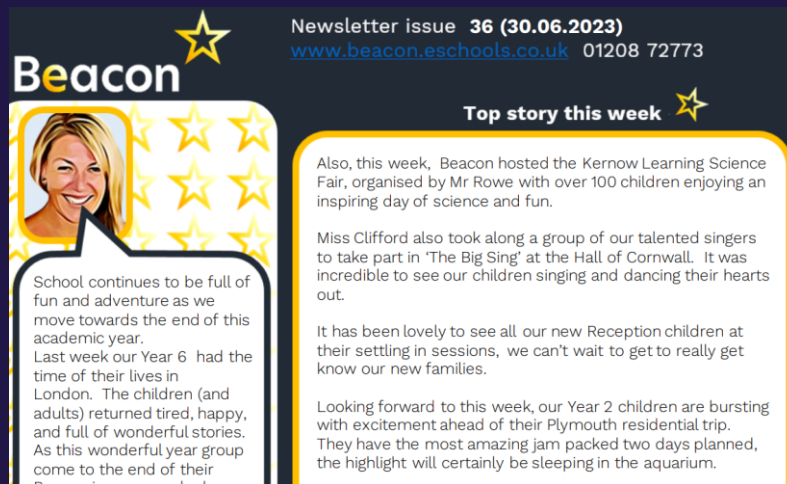 Beacon
Newsletter issue 36 (30.06.2023)
www.beacon.eschools.co.uk 01208 72773
School continues to be full of
fun and adventure as we
move towards the end of this
academic year.
Last week our Year 6 had the
time of their lives in
London. The children (and
adults) returned tired, happy,
and full of wonderful stories.
As this wonderful year group
come to the end of their
Top story this week
Also, this week, Beacon hosted the Kernow Learning Science
Fair, organised by Mr Rowe with over 100 children enjoying an
inspiring day of science and fun.
Miss Clifford also took along a group of our talented singers
to take part in ‘The Big Sing’ at the Hall of Cornwall. It was
incredible to see our children singing and dancing their hearts
out.
It has been lovely to see all our new Reception children at
their settling in sessions, we can’t wait to get to really get
know our new families.
Looking forward to this week, our Year 2 children are bursting
with excitement ahead of their Plymouth residential trip.
They have the most amazing jam packed two days planned,
the highlight will certainly be sleeping in the aquarium.